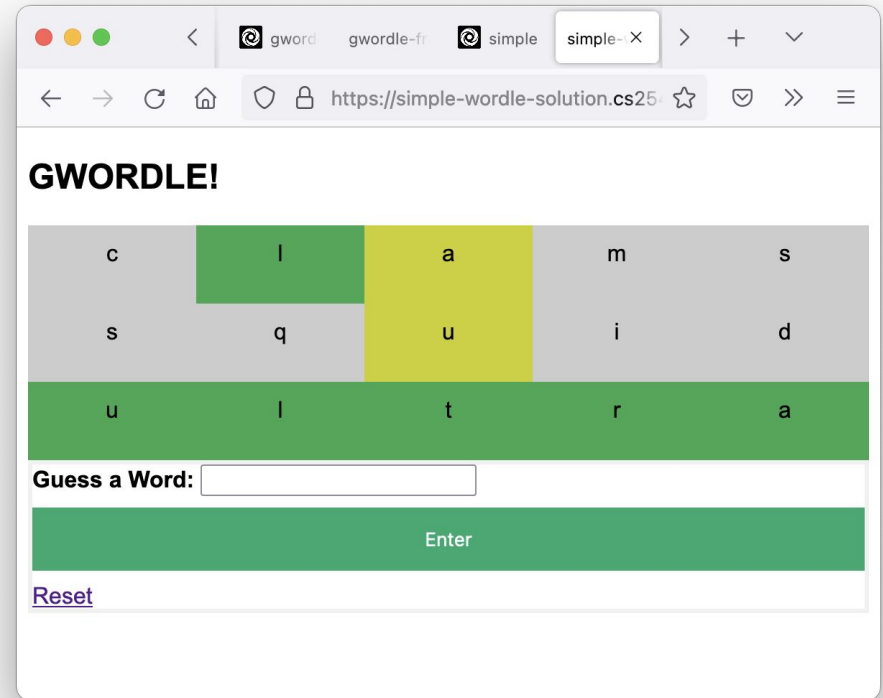 gword gwordle-fr simple simple-
https://simple-wordle-solution.cs25
GWORDLE!
c l a m s
s q u i d
u l t r a
Guess a Word:
Enter
Reset